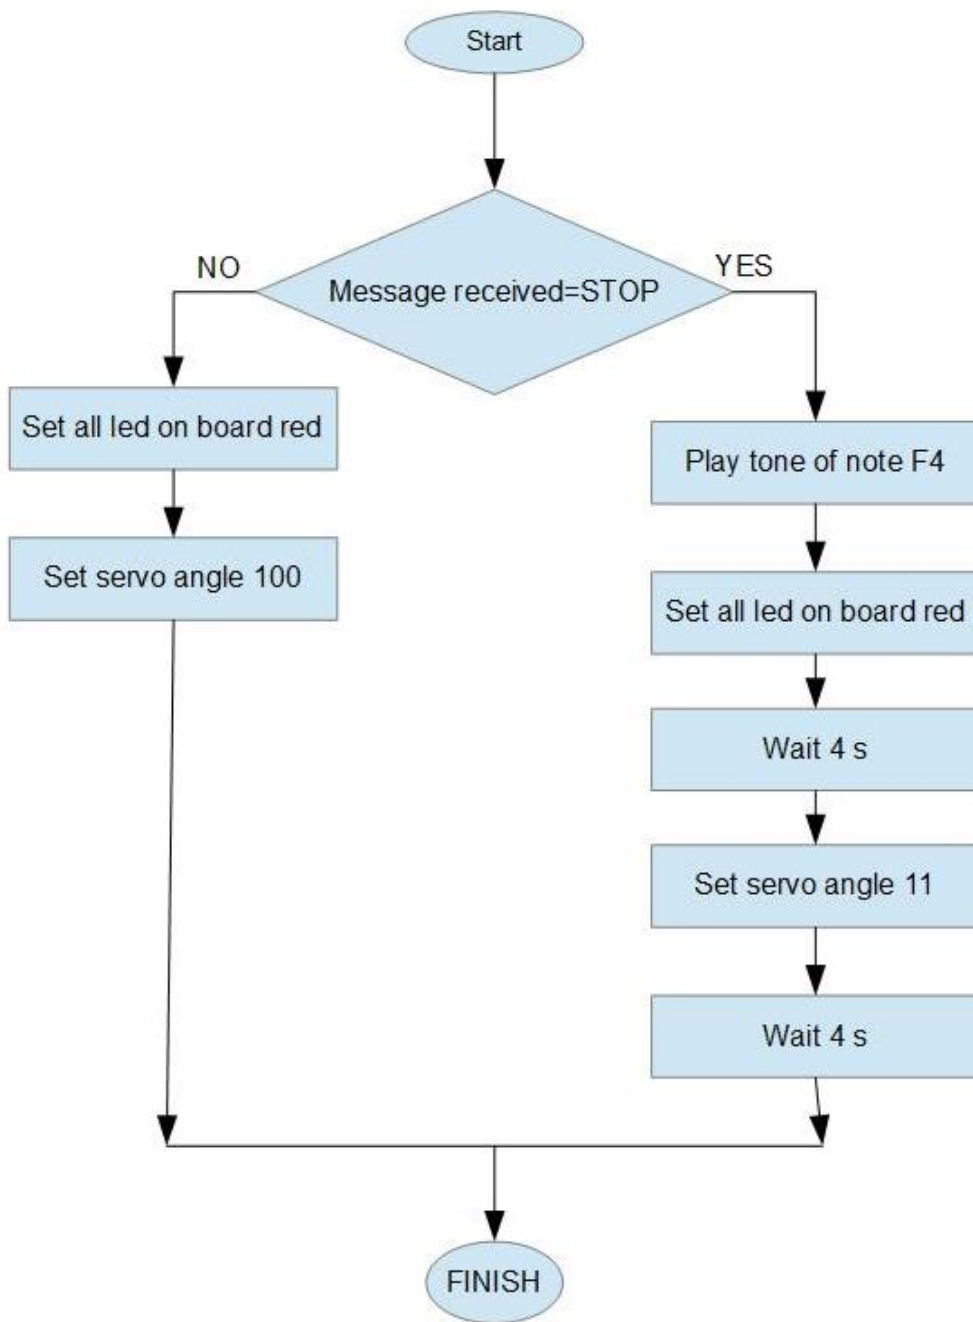 Start
Message received=STOP
NO
YES
Set all led on board red
Set servo angle 100
Play tone of note F4
Set all led on board red
Wait 4 s
Set servo angle 11
Wait 4 s
FINISH